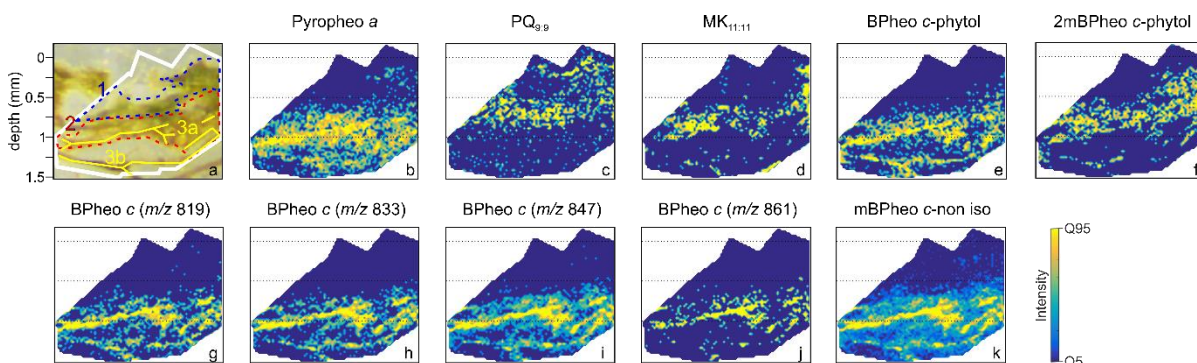 Pyropheo a
PQ9:9
MK11:11
BPheo c-phytol
2mBPheo c-phytol
depth (mm)
0
0.5
1
1.5
1
2
3a
3b
a
b
c
d
e
f
BPheo c (m/z 819)
BPheo c (m/z 833)
BPheo c (m/z 847)
BPheo c (m/z 861)
mBPheo c-non iso
g
h
i
j
k
Intensity
Q95
Q5